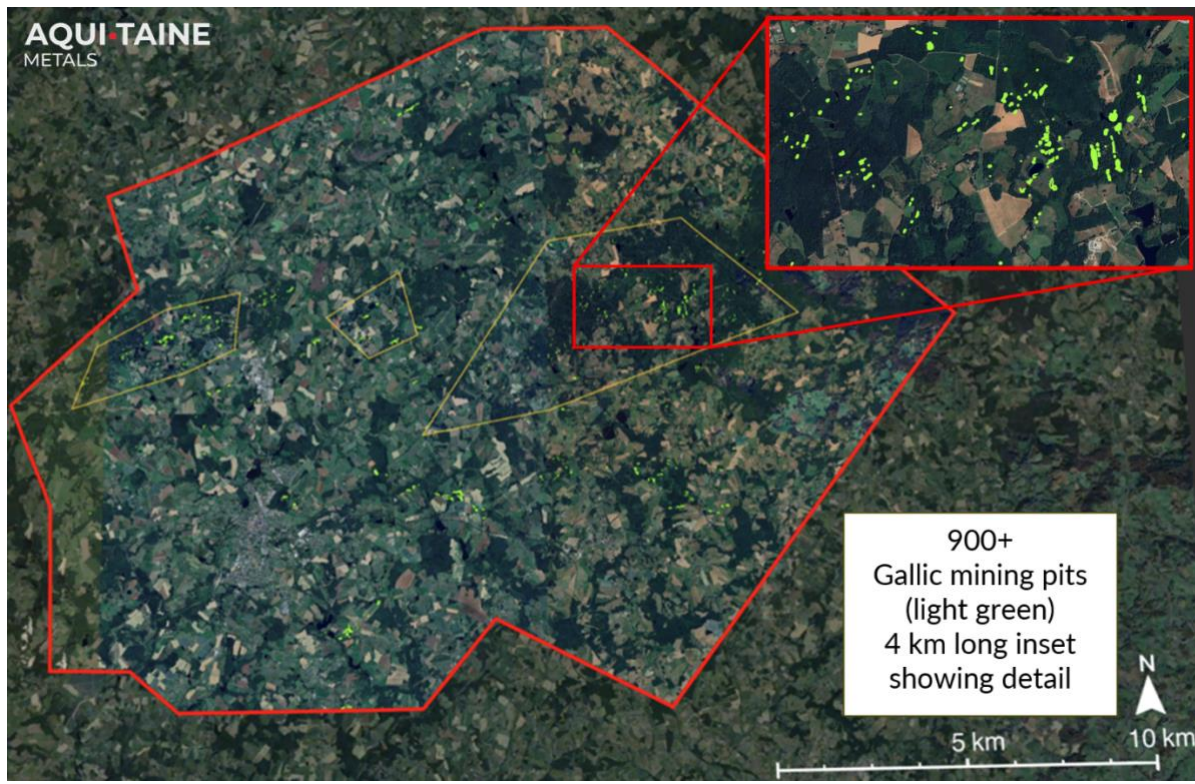 AQUI·TAINE
METALS
900+
Gallic mining pits
(light green)
4 km long inset
showing detail
N
5 km
10 km